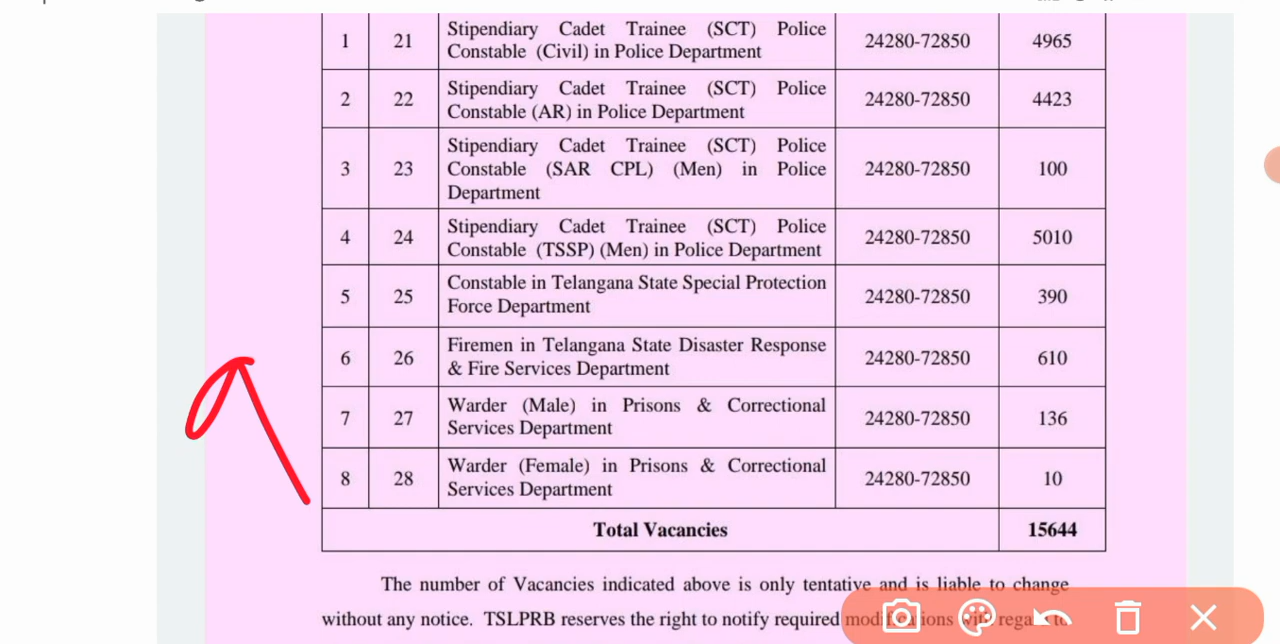 1 21 Stipendiary Cadet Trainee (SCT) Police 24280-72850 4965
Constable (Civil) in Police Department
2 22 Stipendiary Cadet Trainee (SCT) Police 24280-72850 4423
Constable (AR) in Police Department
3 23 Stipendiary Cadet Trainee (SCT) Police
Constable (SAR CPL) (Men) in Police 24280-72850 100
Department
4 24 Stipendiary Cadet Trainee (SCT) Police 24280-72850 5010
Constable (TSSP) (Men) in Police Department
5 25 Constable in Telangana State Special Protection 24280-72850 390
Force Department
6 26 Firemen in Telangana State Disaster Response 24280-72850 610
& Fire Services Department
7 27 Warder (Male) in Prisons & Correctional 24280-72850 136
Services Department
8 28 Warder (Female) in Prisons & Correctional 24280-72850 10
Services Department
Total Vacancies 15644
The number of Vacancies indicated above is only tentative and is liable to change
without any notice. TSLPRB reserves the right to notify required